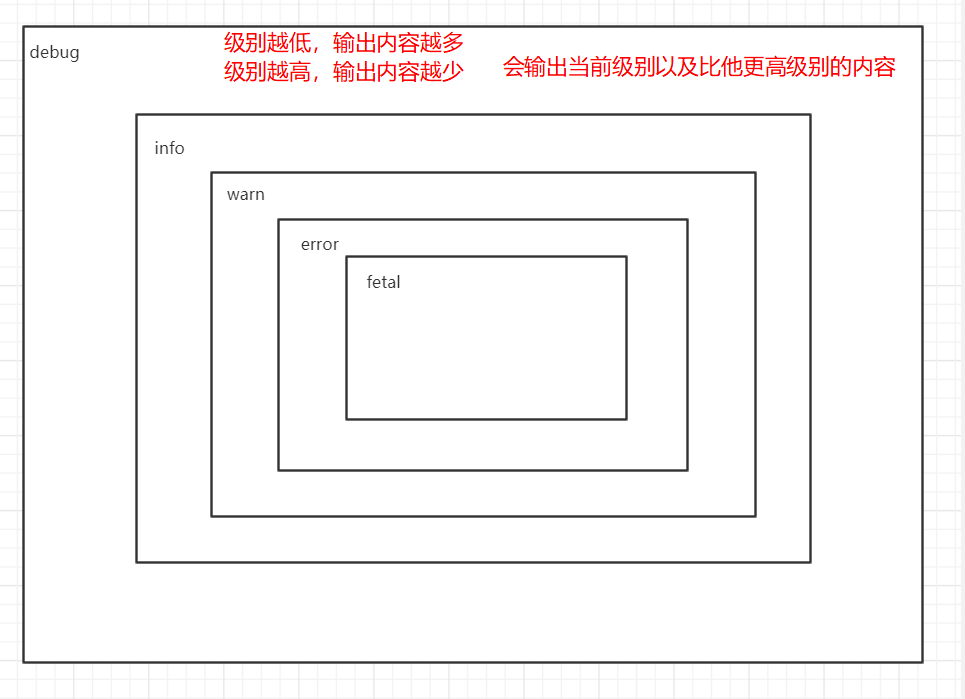 debug
级别越低，输出内容越多
级别越高，输出内容越少
会输出当前级别以及比他更高级别的内容
info
warn
error
fetal